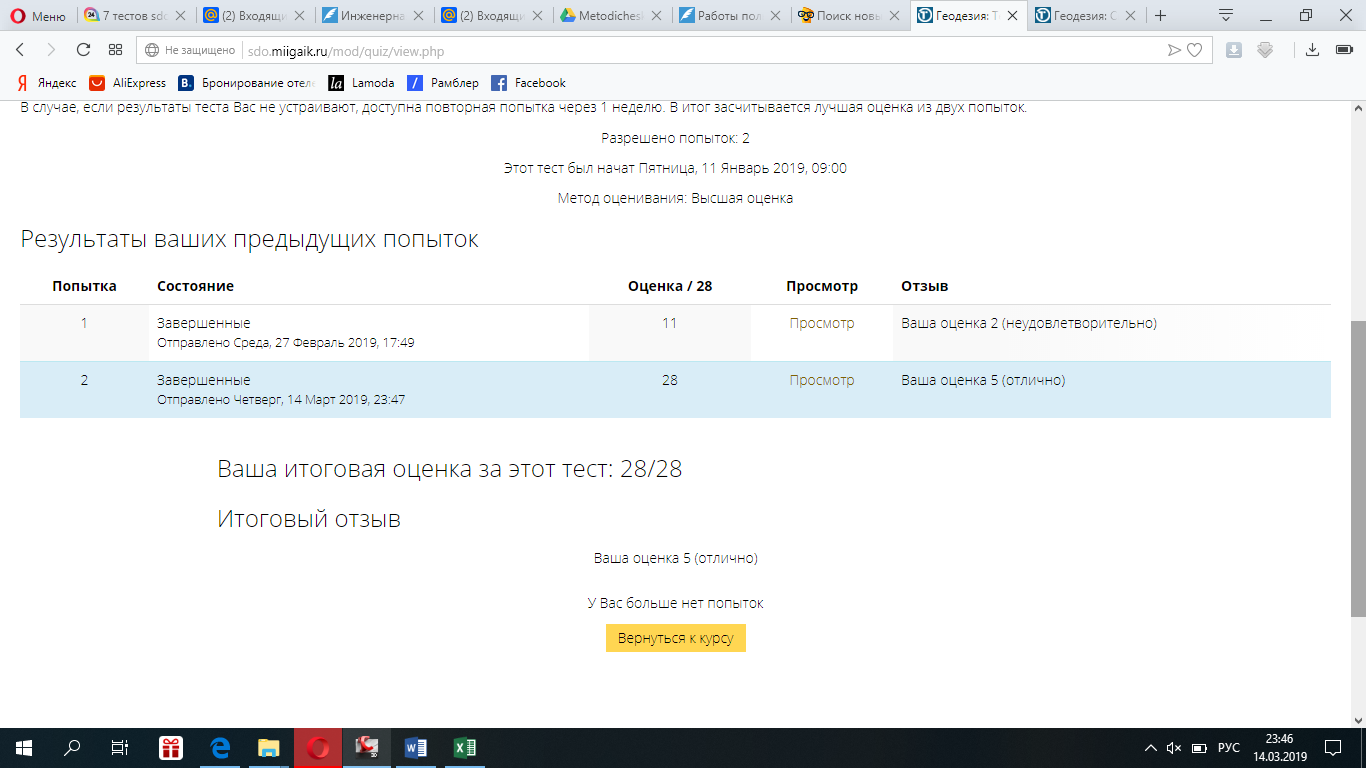 Меню
7 тестов sdo
(2) Входящи
Инженерна
(2) Входящи
Metodiches
Работы пол
Поиск новы
Геодезия: Т
Геодезия: С
Не защищено
sdo.miigaik.ru/mod/quiz/view.php
Яндекс
AliExpress
B. Бронирование отеле
la Lamoda
Рамблер
Facebook
В случае, если результаты теста Вас не устраивают, доступна повторная попытка через 1 неделю. В итог засчитывается лучшая оценка из двух попыток.
Разрешено попыток: 2
Этот тест был начат Пятница, 11 Январь 2019, 09:00
Метод оценивания: Высшая оценка
Результаты ваших предыдущих попыток
Попытка Состояние Оценка / 28 Просмотр Отзыв
1 Завершенные 11 Просмотр Ваша оценка 2 (неудовлетворительно)
Отправлено Среда, 27 Февраль 2019, 17:49
2 Завершенные 28 Просмотр Ваша оценка 5 (отлично)
Отправлено Четверг, 14 Март 2019, 23:47
Ваша итоговая оценка за этот тест: 28/28
Итоговый отзыв
Ваша оценка 5 (отлично)
У Вас больше нет попыток
Вернуться к курсу
РУС
23:46
14.03.2019